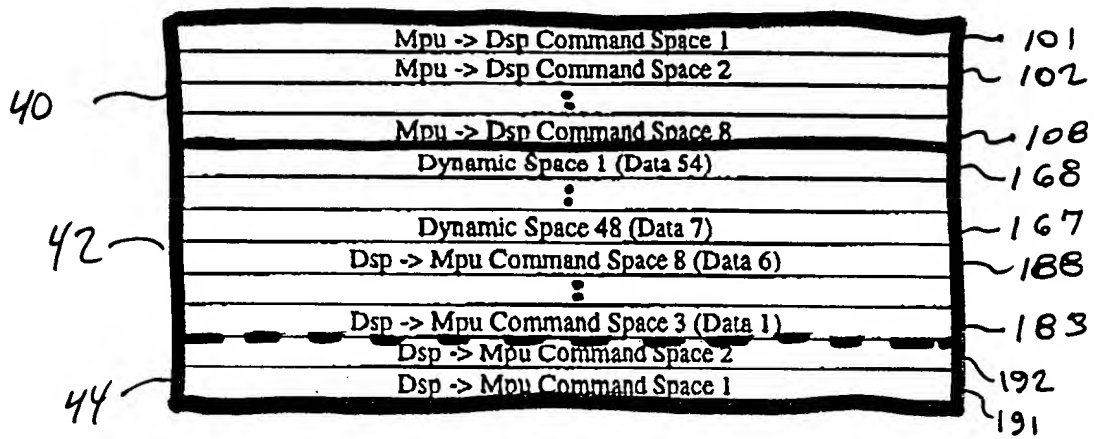 Mpu -> Dsp Command Space 1 101
Mpu -> Dsp Command Space 2 102
40
Mpu -> Dsp Command Space 8 108
Dynamic Space 1 (Data 54) 168
Dynamic Space 48 (Data 7) 167
42
Dsp -> Mpu Command Space 8 (Data 6) 188
Dsp -> Mpu Command Space 3 (Data 1) 183
Dsp -> Mpu Command Space 2 192
44 Dsp -> Mpu Command Space 1 191